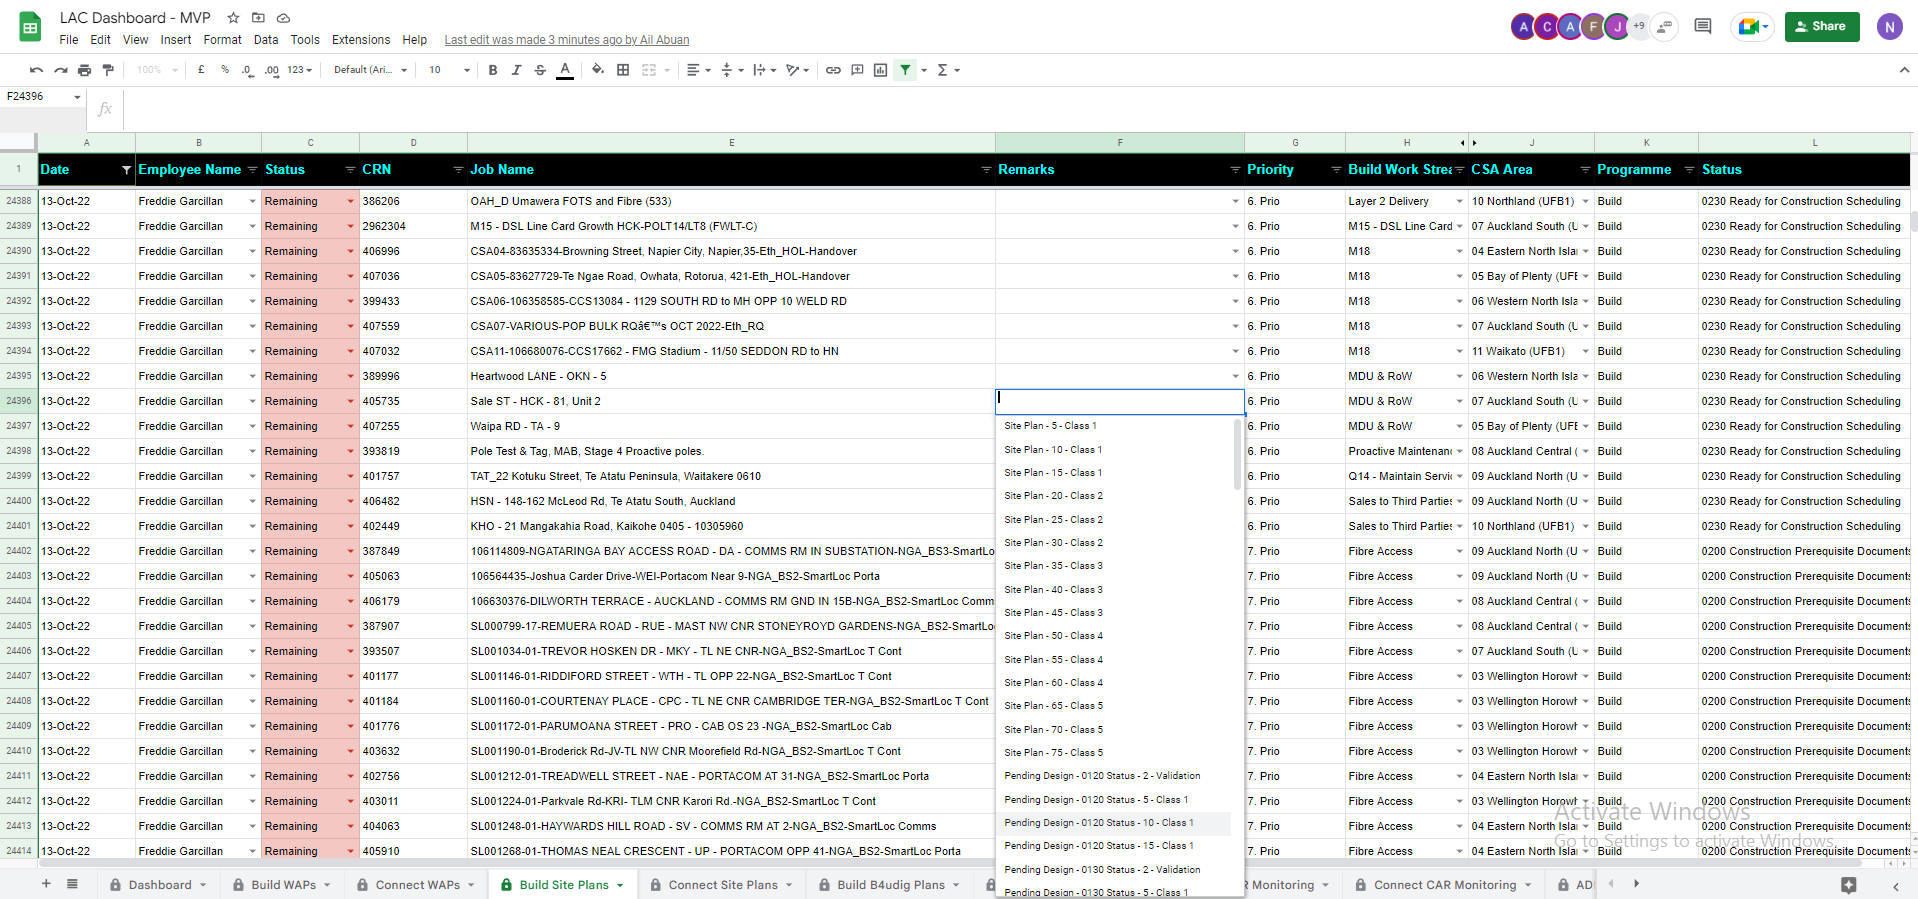 LAC Dashboard - MVP
File Edit View Insert Format Data Tools Extensions Help Last edit was made 3 minutes ago by Ail Abuan
A C A F J +9 Share N
100% £ % .0 .00 123 Default (Ari... 10 B I S A
F24396 fx
A B C D E F G H J K L
1 Date Employee Name Status CRN Job Name Remarks Priority Build Work Strea CSA Area Programme Status
24388 13-Oct-22 Freddie Garcillan Remaining 386206 OAH_D Umawera FOTS and Fibre (533) 6. Prio Layer 2 Delivery 10 Northland (UFB1) Build 0230 Ready for Construction Scheduling
24389 13-Oct-22 Freddie Garcillan Remaining 2962304 M15 - DSL Line Card Growth HCK-POLT14/LT8 (FWLT-C) 6. Prio M15 - DSL Line Card 07 Auckland South (U Build 0230 Ready for Construction Scheduling
24390 13-Oct-22 Freddie Garcillan Remaining 406996 CSA04-83635334-Browning Street, Napier City, Napier,35-Eth_HOL-Handover 6. Prio M18 04 Eastern North Islan Build 0230 Ready for Construction Scheduling
24391 13-Oct-22 Freddie Garcillan Remaining 407036 CSA05-83627729-Te Ngae Road, Owhata, Rotorua, 421-Eth_HOL-Handover 6. Prio M18 05 Bay of Plenty (UFE Build 0230 Ready for Construction Scheduling
24392 13-Oct-22 Freddie Garcillan Remaining 399433 CSA06-106358585-CCS13084 - 1129 SOUTH RD to MH OPP 10 WELD RD 6. Prio M18 06 Western North Isla Build 0230 Ready for Construction Scheduling
24393 13-Oct-22 Freddie Garcillan Remaining 407559 CSA07-VARIOUS-POP BULK RQâ€™s OCT 2022-Eth_RQ 6. Prio M18 07 Auckland South (U Build 0230 Ready for Construction Scheduling
24394 13-Oct-22 Freddie Garcillan Remaining 407032 CSA11-106680076-CCS17662 - FMG Stadium - 11/50 SEDDON RD to HN 6. Prio M18 11 Waikato (UFB1) Build 0230 Ready for Construction Scheduling
24395 13-Oct-22 Freddie Garcillan Remaining 389996 Heartwood LANE - OKN - 5 6. Prio MDU & RoW 06 Western North Isla Build 0230 Ready for Construction Scheduling
24396 13-Oct-22 Freddie Garcillan Remaining 405735 Sale ST - HCK - 81, Unit 2 6. Prio MDU & RoW 07 Auckland South (U Build 0230 Ready for Construction Scheduling
24397 13-Oct-22 Freddie Garcillan Remaining 407255 Waipa RD - TA - 9 6. Prio MDU & RoW 05 Bay of Plenty (UFE Build 0230 Ready for Construction Scheduling
24398 13-Oct-22 Freddie Garcillan Remaining 393819 Pole Test & Tag, MAB, Stage 4 Proactive poles. 6. Prio Proactive Maintenanc 08 Auckland Central ( Build 0230 Ready for Construction Scheduling
24399 13-Oct-22 Freddie Garcillan Remaining 401757 TAT_22 Kotuku Street, Te Atatu Peninsula, Waitakere 0610 6. Prio Q14 - Maintain Servic 09 Auckland North (U Build 0230 Ready for Construction Scheduling
24400 13-Oct-22 Freddie Garcillan Remaining 406482 HSN - 148-162 McLeod Rd, Te Atatu South, Auckland 6. Prio Sales to Third Parties 09 Auckland North (U Build 0230 Ready for Construction Scheduling
24401 13-Oct-22 Freddie Garcillan Remaining 402449 KHO - 21 Mangakahia Road, Kaikohe 0405 - 10305960 6. Prio Sales to Third Parties 10 Northland (UFB1) Build 0230 Ready for Construction Scheduling
24402 13-Oct-22 Freddie Garcillan Remaining 387849 106114809-NGATARINGA BAY ACCESS ROAD - DA - COMMS RM IN SUBSTATION-NGA_BS3-SmartLo 7. Prio Fibre Access 09 Auckland North (U Build 0200 Construction Prerequisite Documents
24403 13-Oct-22 Freddie Garcillan Remaining 405063 106564435-Joshua Carder Drive-WEI-Portacom Near 9-NGA_BS2-SmartLoc Porta 7. Prio Fibre Access 09 Auckland North (U Build 0200 Construction Prerequisite Documents
24404 13-Oct-22 Freddie Garcillan Remaining 406179 106630376-DILWORTH TERRACE - AUCKLAND - COMMS RM GND IN 15B-NGA_BS2-SmartLoc Comm 7. Prio Fibre Access 08 Auckland Central ( Build 0200 Construction Prerequisite Documents
24405 13-Oct-22 Freddie Garcillan Remaining 387907 SL000799-17-REMUERA ROAD - RUE - MAST NW CNR STONEYROYD GARDENS-NGA_BS2-SmartLo 7. Prio Fibre Access 08 Auckland Central ( Build 0200 Construction Prerequisite Documents
24406 13-Oct-22 Freddie Garcillan Remaining 393507 SL001034-01-TREVOR HOSKEN DR - MKY - TL NE CNR-NGA_BS2-SmartLoc T Cont 7. Prio Fibre Access 07 Auckland South (U Build 0200 Construction Prerequisite Documents
24407 13-Oct-22 Freddie Garcillan Remaining 401177 SL001146-01-RIDDIFORD STREET - WTH - TL OPP 22-NGA_BS2-SmartLoc T Cont 7. Prio Fibre Access 03 Wellington Horowh Build 0200 Construction Prerequisite Documents
24408 13-Oct-22 Freddie Garcillan Remaining 401184 SL001160-01-COURTENAY PLACE - CPC - TL NE CNR CAMBRIDGE TER-NGA_BS2-SmartLoc T Cont 7. Prio Fibre Access 03 Wellington Horowh Build 0200 Construction Prerequisite Documents
24409 13-Oct-22 Freddie Garcillan Remaining 401776 SL001172-01-PARUMOANA STREET - PRO - CAB OS 23 -NGA_BS2-SmartLoc Cab 7. Prio Fibre Access 03 Wellington Horowh Build 0200 Construction Prerequisite Documents
24410 13-Oct-22 Freddie Garcillan Remaining 403632 SL001190-01-Broderick Rd-JV-TL NW CNR Moorefield Rd-NGA_BS2-SmartLoc T Cont 7. Prio Fibre Access 03 Wellington Horowh Build 0200 Construction Prerequisite Documents
24411 13-Oct-22 Freddie Garcillan Remaining 402756 SL001212-01-TREADWELL STREET - NAE - PORTACOM AT 31-NGA_BS2-SmartLoc Porta 7. Prio Fibre Access 04 Eastern North Islan Build 0200 Construction Prerequisite Documents
24412 13-Oct-22 Freddie Garcillan Remaining 403011 SL001224-01-Parkvale Rd-KRI- TLM CNR Karori Rd.-NGA_BS2-SmartLoc T Cont 7. Prio Fibre Access 03 Wellington Horowh Build 0200 Construction Prerequisite Documents
24413 13-Oct-22 Freddie Garcillan Remaining 404063 SL001248-01-HAYWARDS HILL ROAD - SV - COMMS RM AT 2-NGA_BS2-SmartLoc Comms 7. Prio Fibre Access 04 Eastern North Islan Build 0200 Construction Prerequisite Documents
24414 13-Oct-22 Freddie Garcillan Remaining 405910 SL001268-01-THOMAS NEAL CRESCENT - UP - PORTACOM OPP 41-NGA_BS2-SmartLoc Porta 7. Prio Fibre Access 04 Eastern North Islan Build 0200 Construction Prerequisite Documents
Site Plan - 5 - Class 1
Site Plan - 10 - Class 1
Site Plan - 15 - Class 1
Site Plan - 20 - Class 2
Site Plan - 25 - Class 2
Site Plan - 30 - Class 2
Site Plan - 35 - Class 3
Site Plan - 40 - Class 3
Site Plan - 45 - Class 3
Site Plan - 50 - Class 4
Site Plan - 55 - Class 4
Site Plan - 60 - Class 4
Site Plan - 65 - Class 5
Site Plan - 70 - Class 5
Site Plan - 75 - Class 5
Pending Design - 0120 Status - 2 - Validation
Pending Design - 0120 Status - 5 - Class 1
Pending Design - 0120 Status - 10 - Class 1
Pending Design - 0120 Status - 15 - Class 1
Pending Design - 0130 Status - 2 - Validation
Pending Design - 0130 Status - 5 - Class 1
Activate Windows
Go to Settings to activate Windows.
Dashboard Build WAPs Connect WAPs Build Site Plans Connect Site Plans Build B4udig Plans R Monitoring Connect CAR Monitoring AD